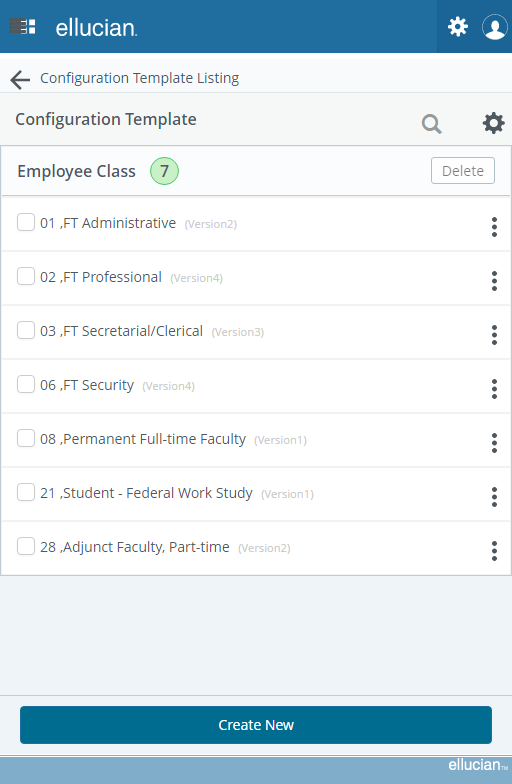 ellucian.
Configuration Template Listing
Configuration Template
Employee Class 7 Delete
01 ,FT Administrative (Version2)
02 ,FT Professional (Version4)
03 ,FT Secretarial/Clerical (Version3)
06 ,FT Security (Version4)
08 ,Permanent Full-time Faculty (Version1)
21 ,Student - Federal Work Study (Version1)
28 ,Adjunct Faculty, Part-time (Version2)
Create New
ellucian™